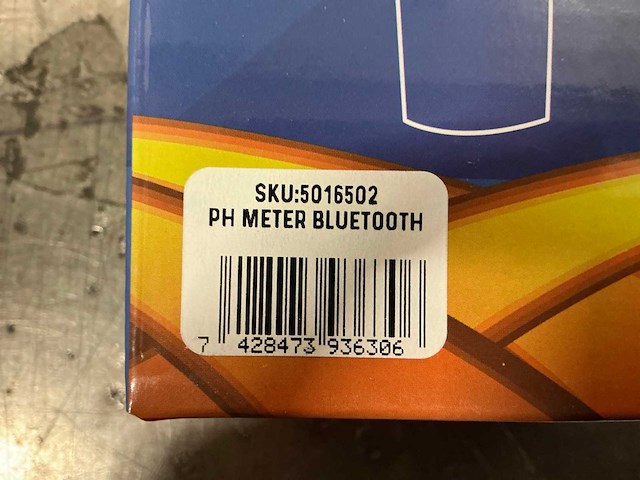 SKU:5016502
PH METER BLUETOOTH
7 428473 936306